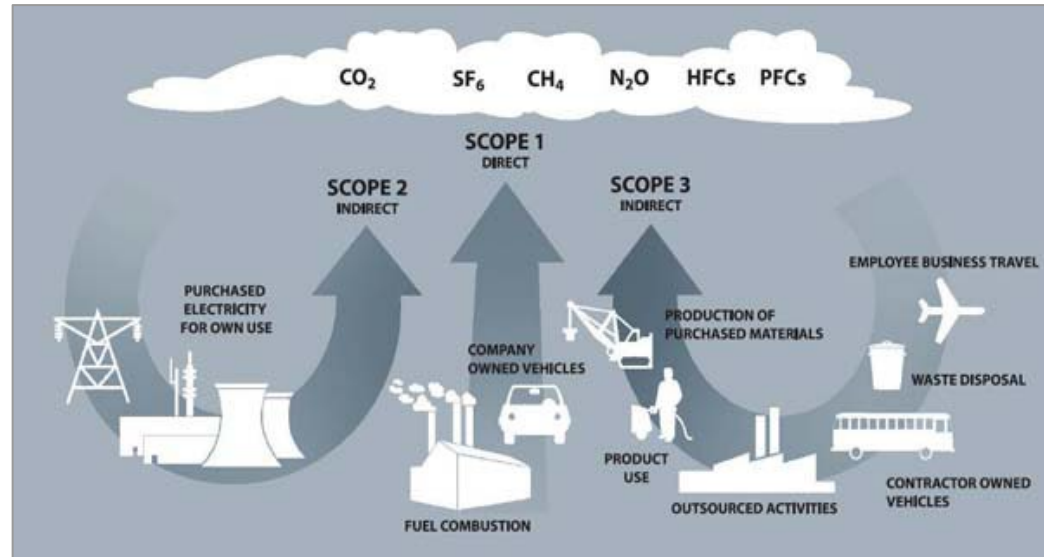 CO₂ SF₆ CH₄ N₂O HFCs PFCs
SCOPE 1
DIRECT
SCOPE 2
INDIRECT
SCOPE 3
INDIRECT
PURCHASED
ELECTRICITY
FOR OWN USE
COMPANY
OWNED VEHICLES
FUEL COMBUSTION
PRODUCTION OF
PURCHASED MATERIALS
PRODUCT
USE
OUTSOURCED ACTIVITIES
EMPLOYEE BUSINESS TRAVEL
WASTE DISPOSAL
CONTRACTOR OWNED
VEHICLES